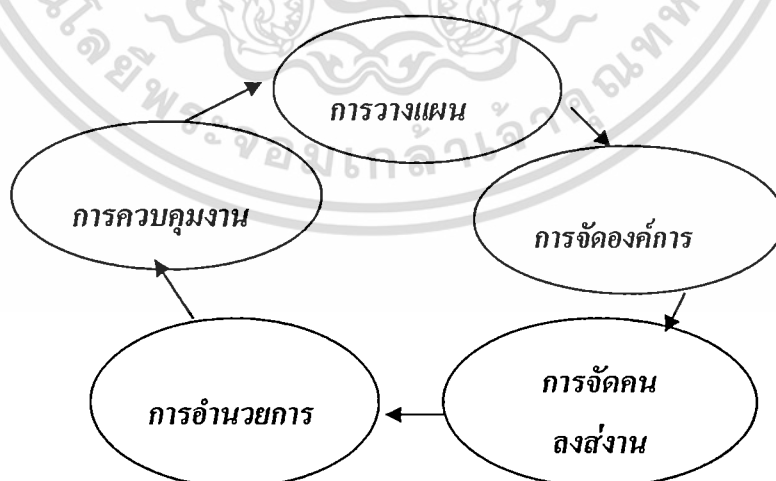 การวางแผน
การจัดองค์การ
การจัดคน
ลงส่งาน
การอำนวยการ
การควบคุมงาน